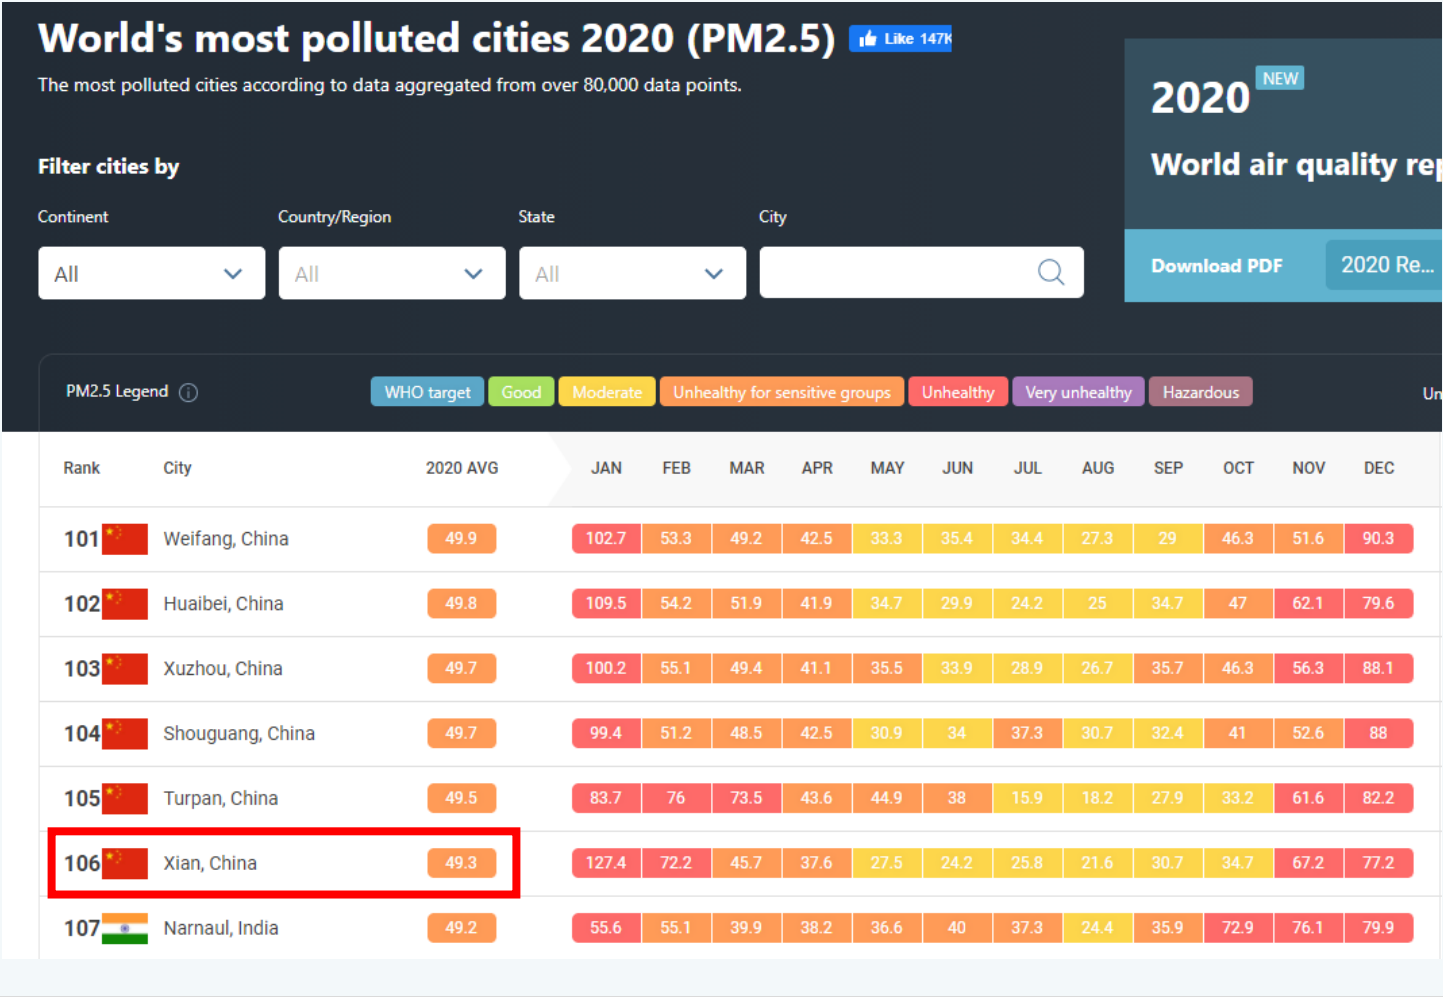 World's most polluted cities 2020 (PM2.5) Like 147K
The most polluted cities according to data aggregated from over 80,000 data points.
2020 NEW
World air quality rep
Download PDF 2020 Re...
Filter cities by
Continent Country/Region State City
All All All
PM2.5 Legend WHO target Good Moderate Unhealthy for sensitive groups Unhealthy Very unhealthy Hazardous Un
Rank City 2020 AVG JAN FEB MAR APR MAY JUN JUL AUG SEP OCT NOV DEC
101 Weifang, China 49.9 102.7 53.3 49.2 42.5 33.3 35.4 34.4 27.3 29 46.3 51.6 90.3
102 Huaibei, China 49.8 109.5 54.2 51.9 41.9 34.7 29.9 24.2 25 34.7 47 62.1 79.6
103 Xuzhou, China 49.7 100.2 55.1 49.4 41.1 35.5 33.9 28.9 26.7 35.7 46.3 56.3 88.1
104 Shouguang, China 49.7 99.4 51.2 48.5 42.5 30.9 34 37.3 30.7 32.4 41 52.6 88
105 Turpan, China 49.5 83.7 76 73.5 43.6 44.9 38 15.9 18.2 27.9 33.2 61.6 82.2
106 Xian, China 49.3 127.4 72.2 45.7 37.6 27.5 24.2 25.8 21.6 30.7 34.7 67.2 77.2
107 Narnaul, India 49.2 55.6 55.1 39.9 38.2 36.6 40 37.3 24.4 35.9 72.9 76.1 79.9